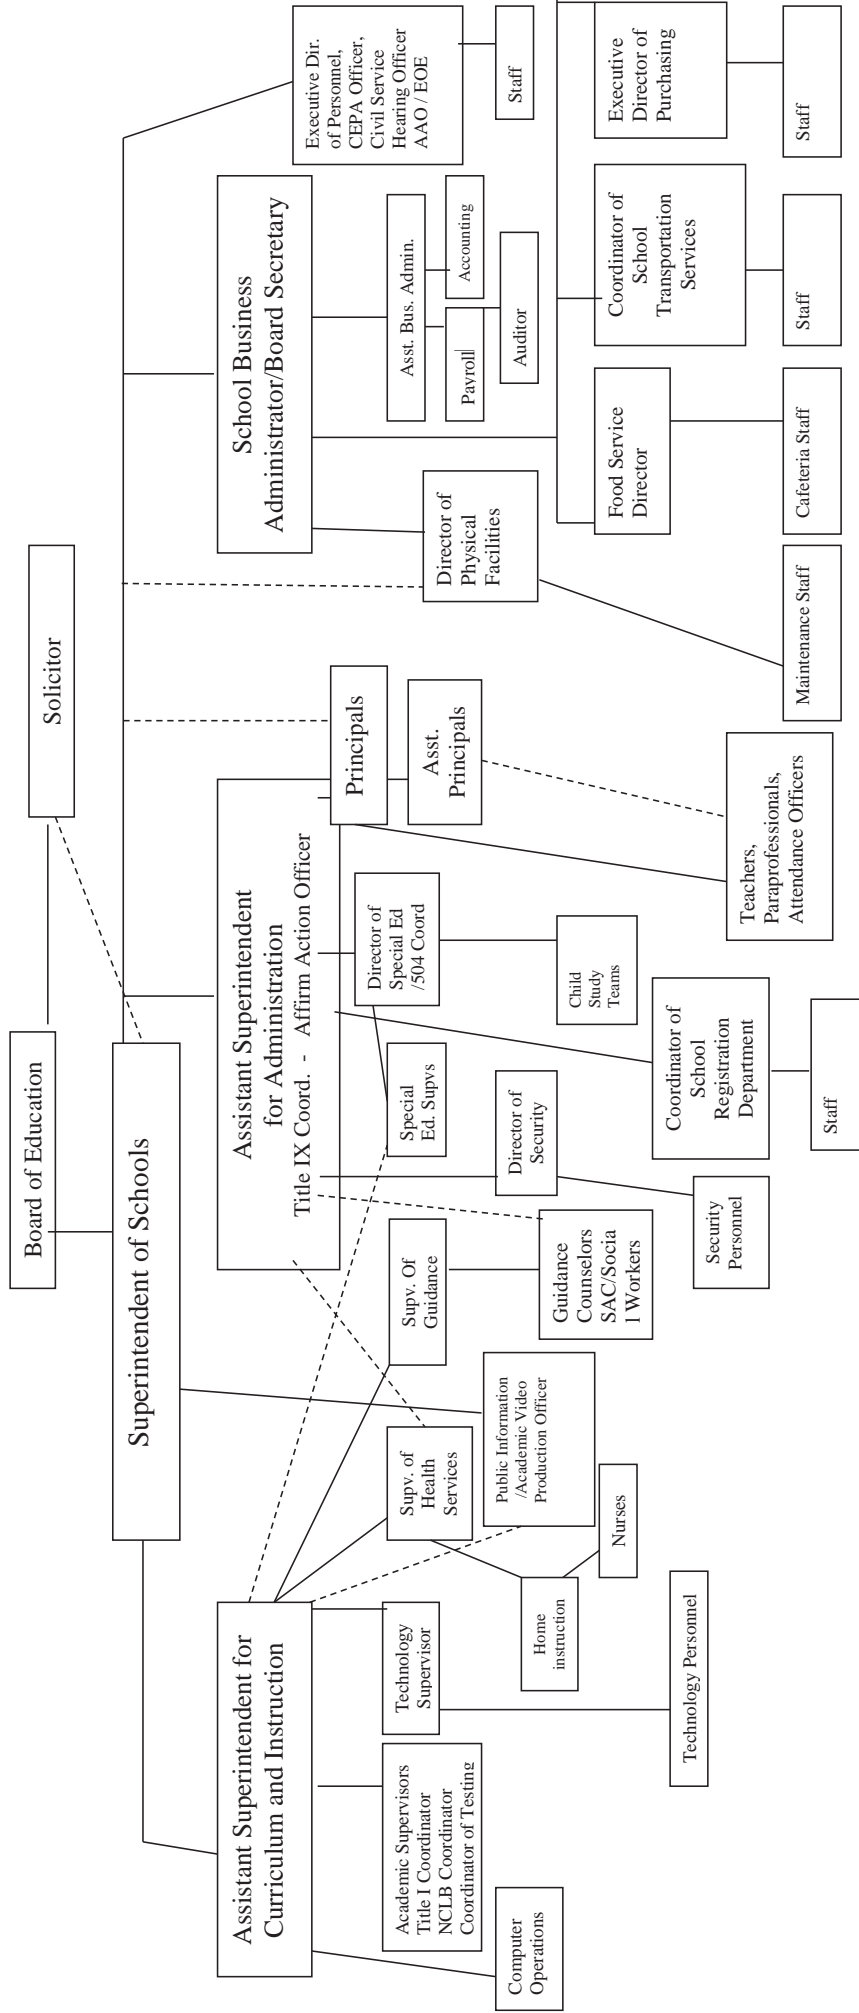 Board of Education
Solicitor
Superintendent of Schools
Assistant Superintendent for
Curriculum and Instruction
Assistant Superintendent
for Administration
Title IX Coord. - Affirm Action Officer
School Business
Administrator/Board Secretary
Executive Dir.
of Personnel,
CEPA Officer,
Civil Service
Hearing Officer
AAO / EOE
Staff
Academic Supervisors
Title I Coordinator
NCLB Coordinator
Coordinator of Testing
Computer
Operations
Technology
Supervisor
Technology Personnel
Supv. of
Health
Services
Home
instruction
Nurses
Public Information
/Academic Video
Production Officer
Supv. Of
Guidance
Guidance
Counselors
SAC/Socia
l Workers
Special
Ed. Supvs
Director of
Security
Security
Personnel
Director of
Special Ed
/504 Coord
Child
Study
Teams
Coordinator of
School
Registration
Department
Staff
Principals
Asst.
Principals
Teachers,
Paraprofessionals,
Attendance Officers
Director of
Physical
Facilities
Maintenance Staff
Asst. Bus. Admin.
Payroll
Accounting
Auditor
Food Service
Director
Cafeteria Staff
Coordinator of
School
Transportation
Services
Staff
Executive
Director of
Purchasing
Staff